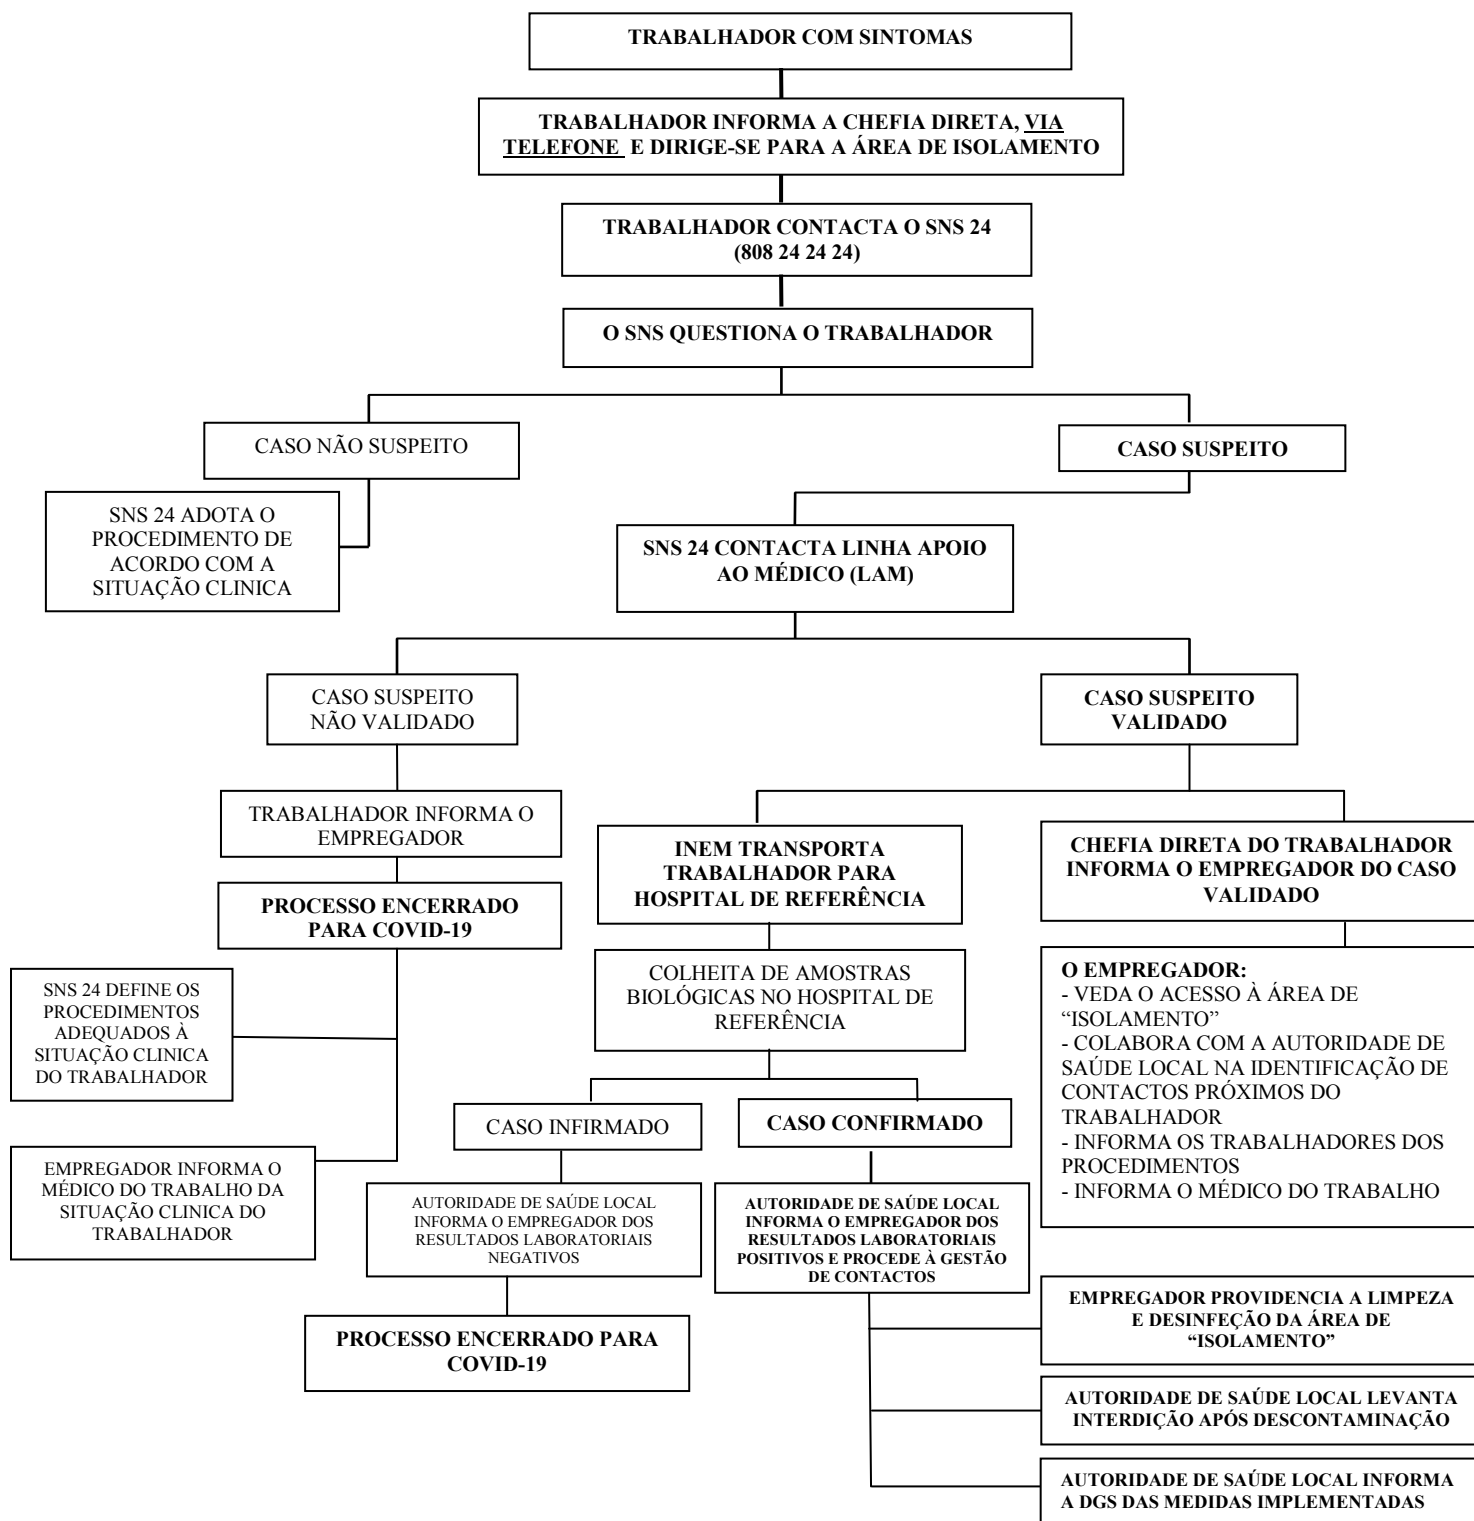 TRABALHADOR COM SINTOMAS
TRABALHADOR INFORMA A CHEFIA DIRETA, VIA
TELEFONE E DIRIGE-SE PARA A ÁREA DE ISOLAMENTO
TRABALHADOR CONTACTA O SNS 24
(808 24 24 24)
O SNS QUESTIONA O TRABALHADOR
CASO NÃO SUSPEITO
CASO SUSPEITO
SNS 24 ADOTA O
PROCEDIMENTO DE
ACORDO COM A
SITUAÇÃO CLINICA
SNS 24 CONTACTA LINHA APOIO
AO MÉDICO (LAM)
CASO SUSPEITO
NÃO VALIDADO
CASO SUSPEITO
VALIDADO
TRABALHADOR INFORMA O
EMPREGADOR
PROCESSO ENCERRADO
PARA COVID-19
SNS 24 DEFINE OS
PROCEDIMENTOS
ADEQUADOS À
SITUAÇÃO CLINICA
DO TRABALHADOR
EMPREGADOR INFORMA O
MÉDICO DO TRABALHO DA
SITUAÇÃO CLINICA DO
TRABALHADOR
INEM TRANSPORTA
TRABALHADOR PARA
HOSPITAL DE REFERÊNCIA
COLHEITA DE AMOSTRAS
BIOLÓGICAS NO HOSPITAL DE
REFERÊNCIA
CASO INFIRMADO
AUTORIDADE DE SAÚDE LOCAL
INFORMA O EMPREGADOR DOS
RESULTADOS LABORATORIAIS
NEGATIVOS
PROCESSO ENCERRADO PARA
COVID-19
CASO CONFIRMADO
AUTORIDADE DE SAÚDE LOCAL
INFORMA O EMPREGADOR DOS
RESULTADOS LABORATORIAIS
POSITIVOS E PROCEDE À GESTÃO
DE CONTACTOS
CHEFIA DIRETA DO TRABALHADOR
INFORMA O EMPREGADOR DO CASO
VALIDADO
O EMPREGADOR:
- VEDA O ACESSO À ÁREA DE
“ISOLAMENTO”
- COLABORA COM A AUTORIDADE DE
SAÚDE LOCAL NA IDENTIFICAÇÃO DE
CONTACTOS PRÓXIMOS DO
TRABALHADOR
- INFORMA OS TRABALHADORES DOS
PROCEDIMENTOS
- INFORMA O MÉDICO DO TRABALHO
EMPREGADOR PROVIDENCIA A LIMPEZA
E DESINFEÇÃO DA ÁREA DE
“ISOLAMENTO”
AUTORIDADE DE SAÚDE LOCAL LEVANTA
INTERDIÇÃO APÓS DESCONTAMINAÇÃO
AUTORIDADE DE SAÚDE LOCAL INFORMA
A DGS DAS MEDIDAS IMPLEMENTADAS